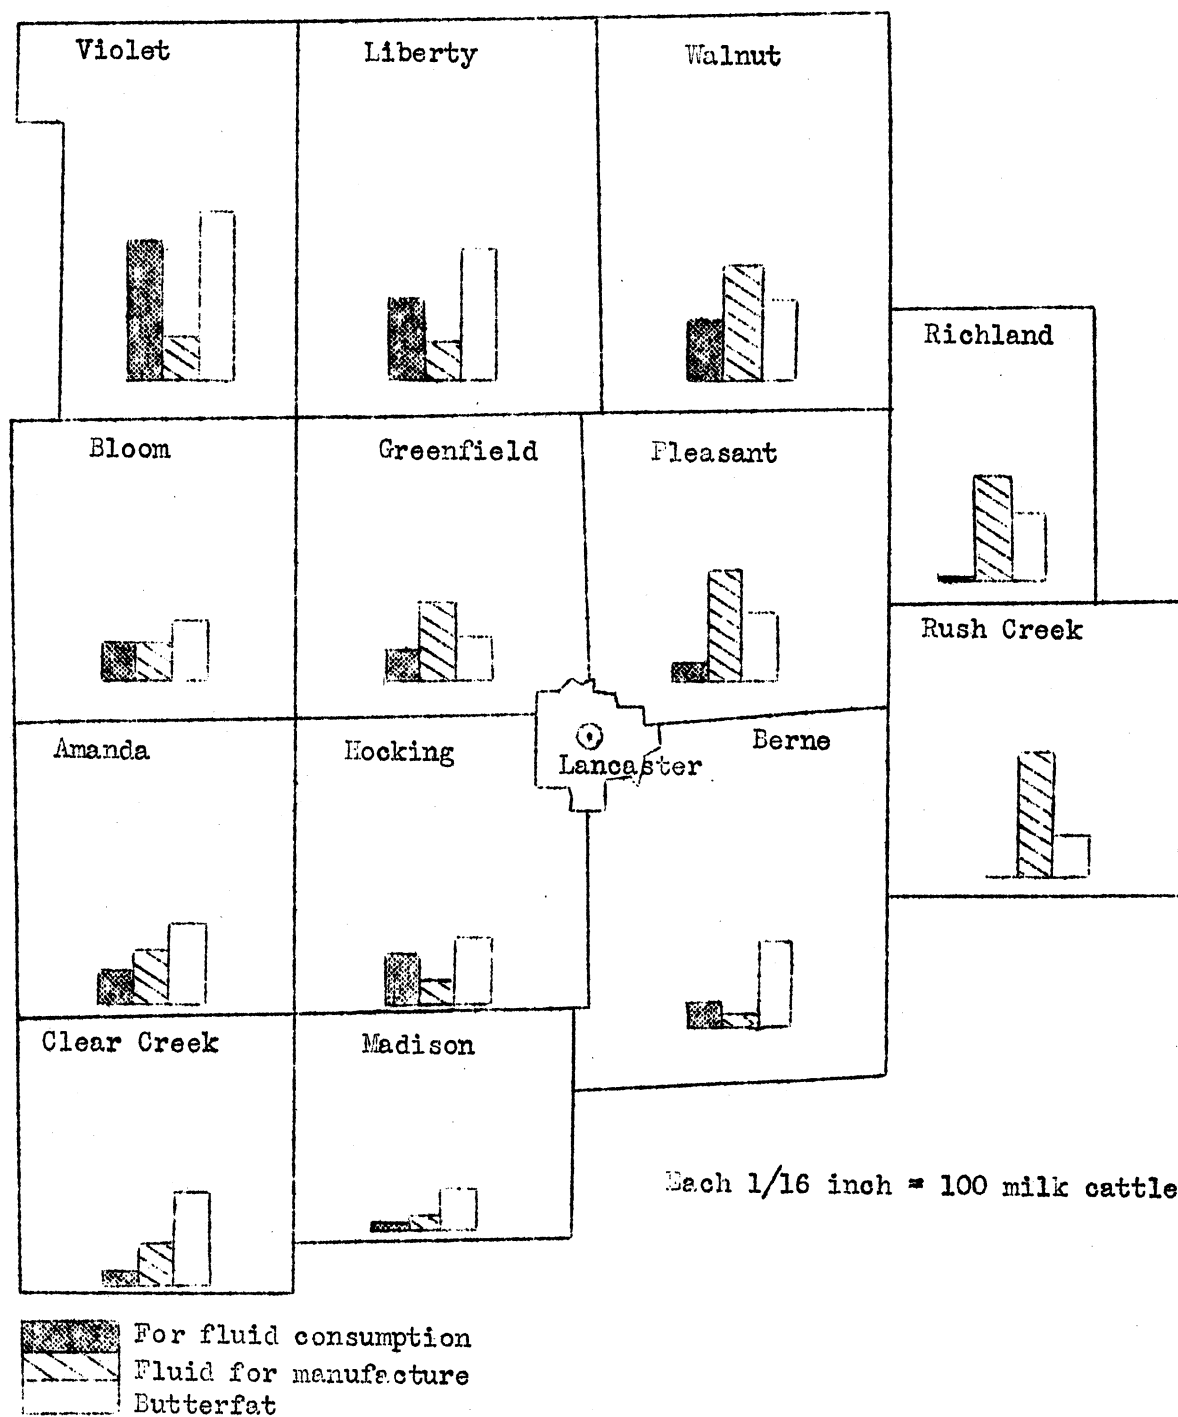 Violet
Liberty
Walnut
Richland
Bloom
Greenfield
Pleasant
Rush Creek
Amanda
Hocking
Lancaster
Berne
Clear Creek
Madison
Each 1/16 inch = 100 milk cattle
For fluid consumption
Fluid for manufacture
Butterfat